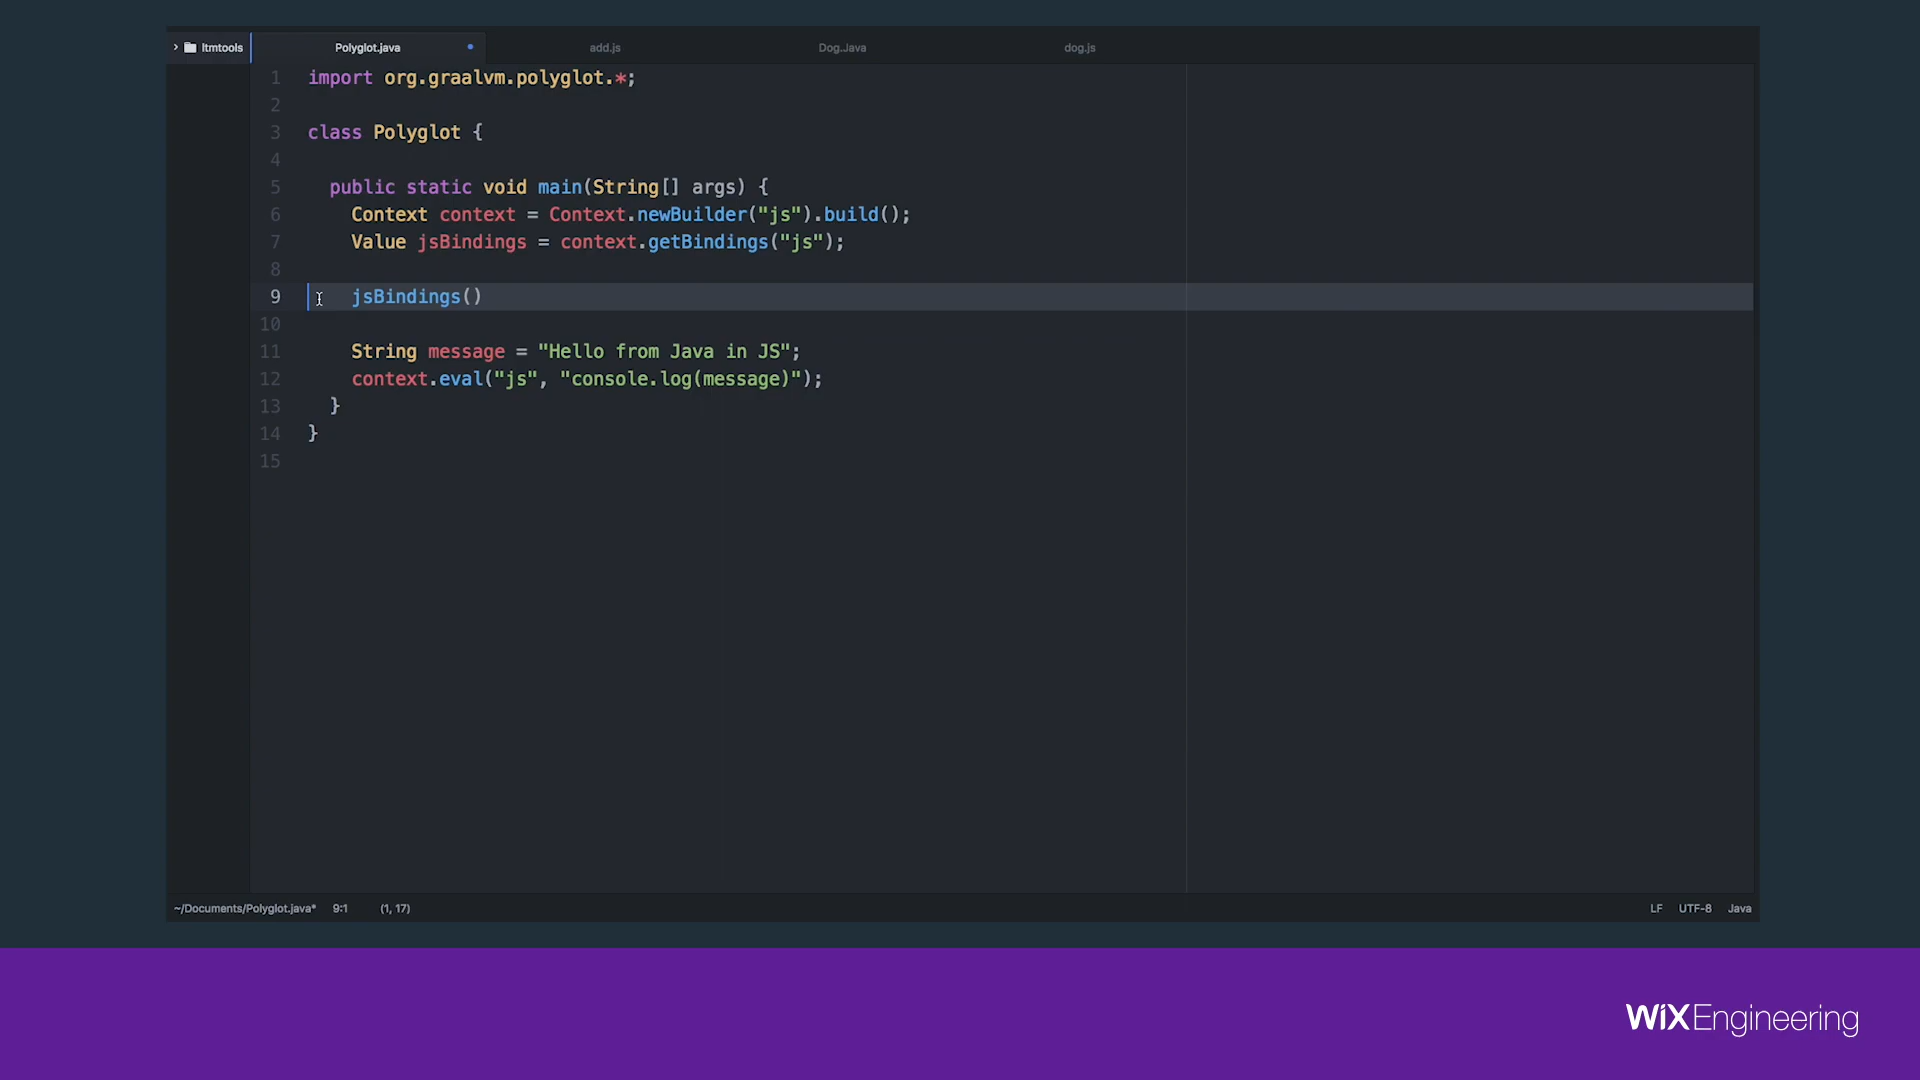 ltmtools
Polyglot.java
add.js
Dog.Java
dog.js
1 import org.graalvm.polyglot.*;
2
3 class Polyglot {
4
5 public static void main(String[] args) {
6 Context context = Context.newBuilder("js").build();
7 Value jsBindings = context.getBindings("js");
8
9 jsBindings()
10
11 String message = "Hello from Java in JS";
12 context.eval("js", "console.log(message)");
13 }
14 }
15
~/Documents/Polyglot.java* 9:1 (1, 17) LF UTF-8 Java
WiX Engineering